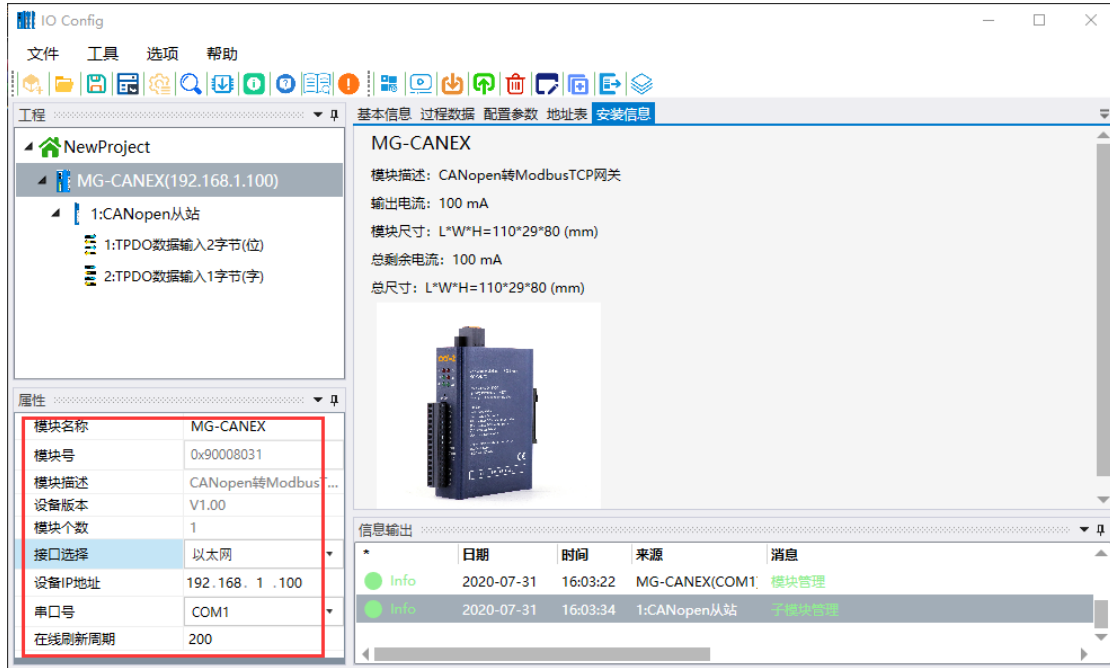 IO Config
文件 工具 选项 帮助
工程
NewProject
MG-CANEX(192.168.1.100)
1:CANopen从站
1:TPDO数据输入2字节(位)
2:TPDO数据输入1字节(字)
基本信息 过程数据 配置参数 地址表 安装信息
MG-CANEX
模块描述：CANopen转ModbusTCP网关
输出电流：100 mA
模块尺寸：L*W*H=110*29*80 (mm)
总剩余电流：100 mA
总尺寸：L*W*H=110*29*80 (mm)
属性
模块名称 MG-CANEX
模块号 0x90008031
模块描述 CANopen转ModbusT...
设备版本 V1.00
模块个数 1
接口选择 以太网
设备IP地址 192.168. 1 .100
串口号 COM1
在线刷新周期 200
信息输出
* 日期 时间 来源 消息
Info 2020-07-31 16:03:22 MG-CANEX(COM1) 模块管理
Info 2020-07-31 16:03:34 1:CANopen从站 子模块管理